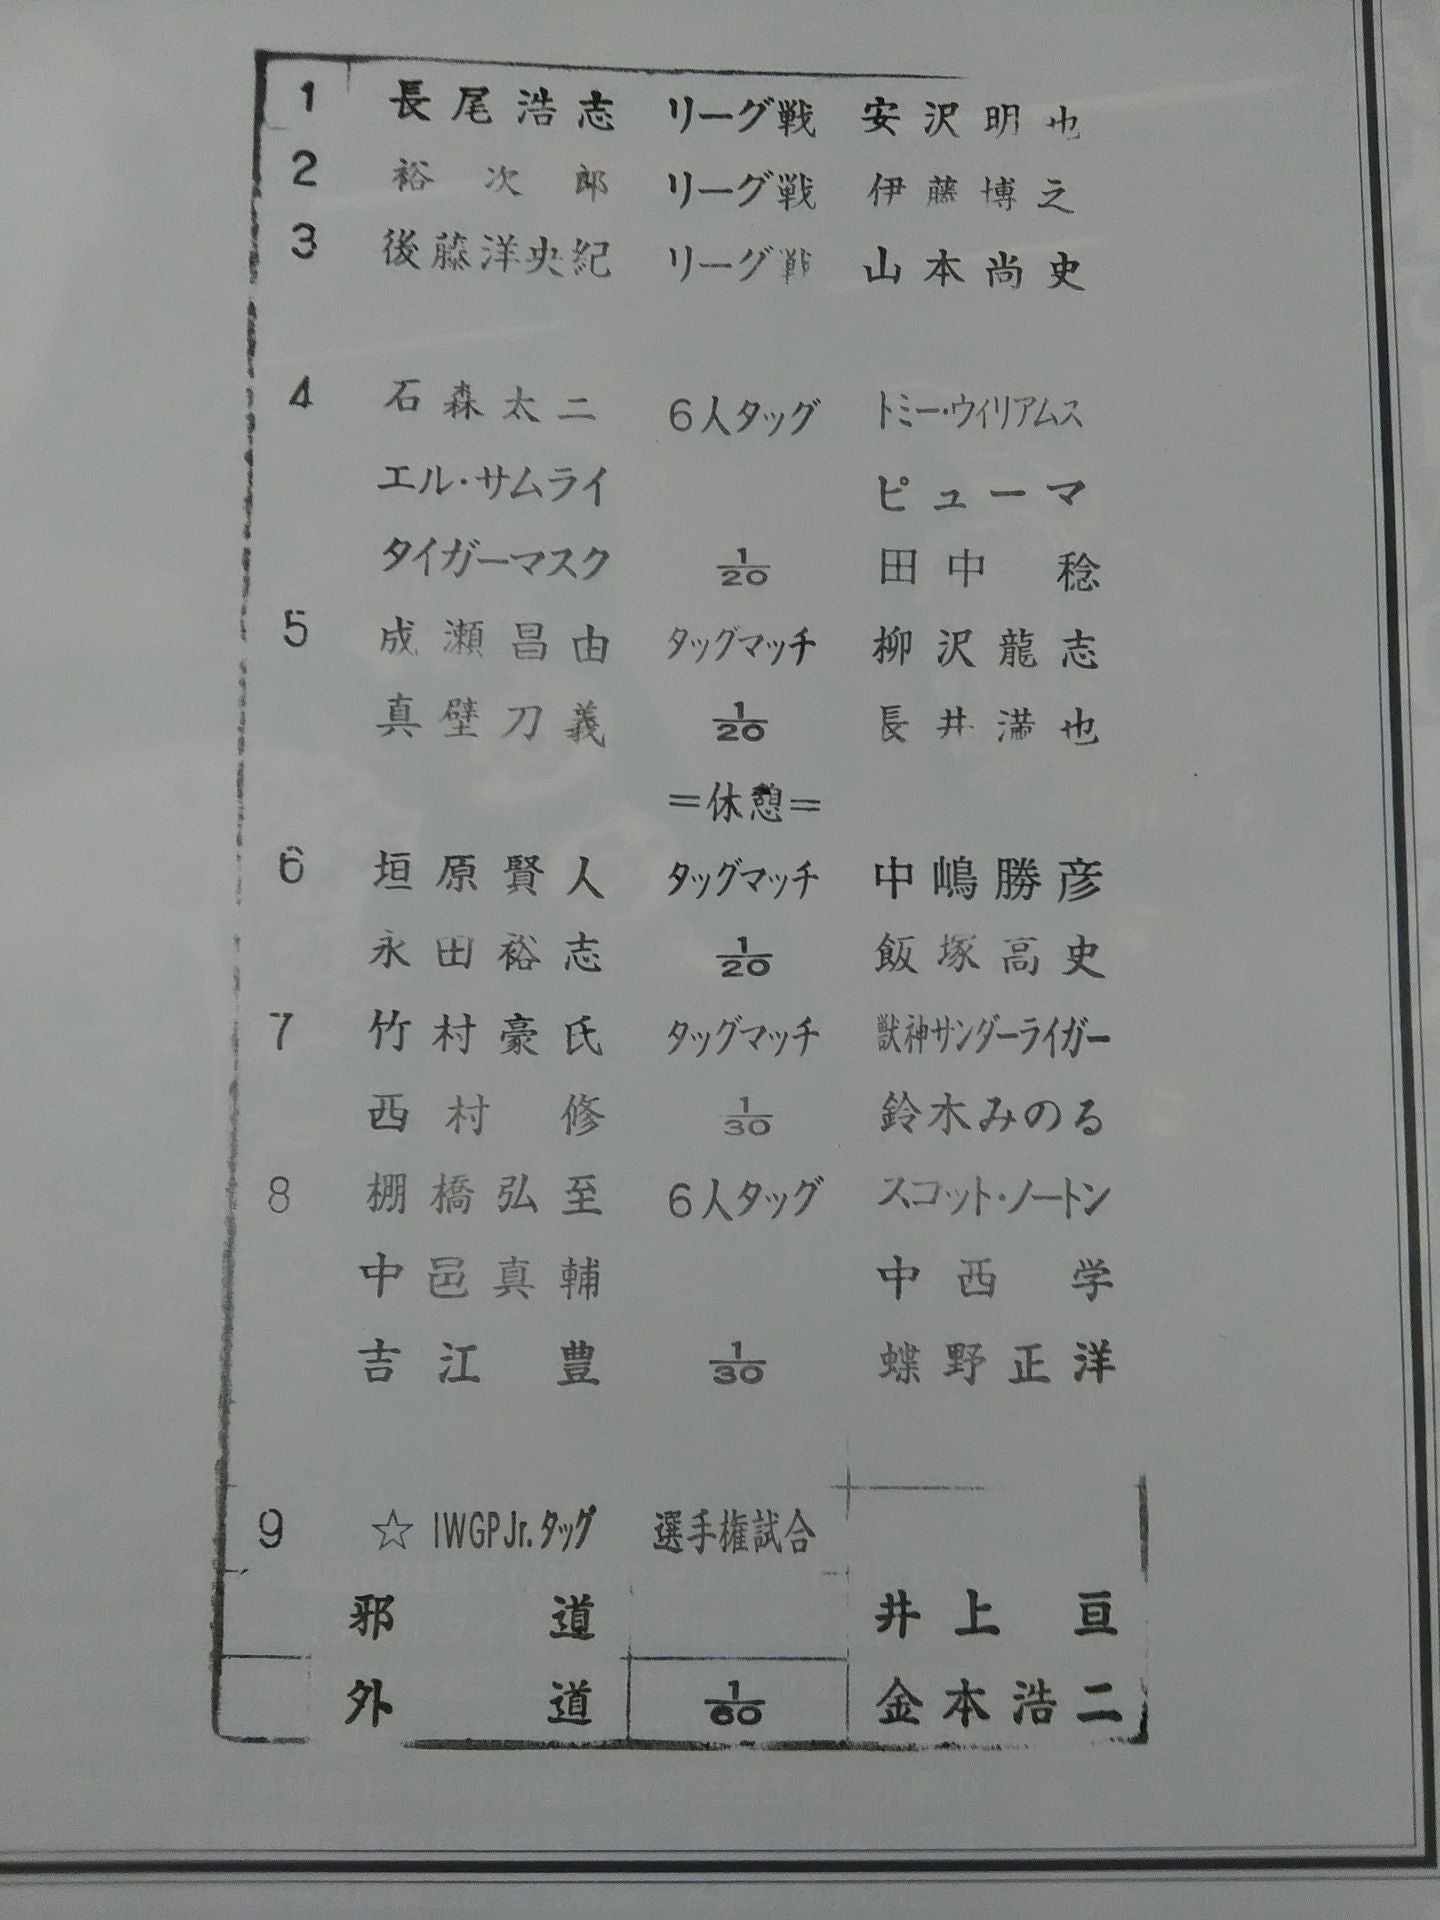 1 長尾浩志 リーグ戦 安沢明也
2 裕次郎 リーグ戦 伊藤博之
3 後藤洋央紀 リーグ戦 山本尚史
4 石森太二 6人タッグ トミー・ウィリアムス
エル・サムライ ピューマ
タイガーマスク 1/20 田中 稔
5 成瀬昌由 タッグマッチ 柳沢龍志
真壁刀義 1/20 長井満也
=休憩=
6 垣原賢人 タッグマッチ 中嶋勝彦
永田裕志 1/20 飯塚高史
7 竹村豪氏 タッグマッチ 獣神サンダーライガー
西村 修 1/30 鈴木みのる
8 棚橋弘至 6人タッグ スコット・ノートン
中邑真輔 中西 学
吉江 豊 1/30 蝶野正洋
9 ☆IWGPJr.タッグ 選手権試合
邪道 井上 亘
外道 1/60 金本浩二